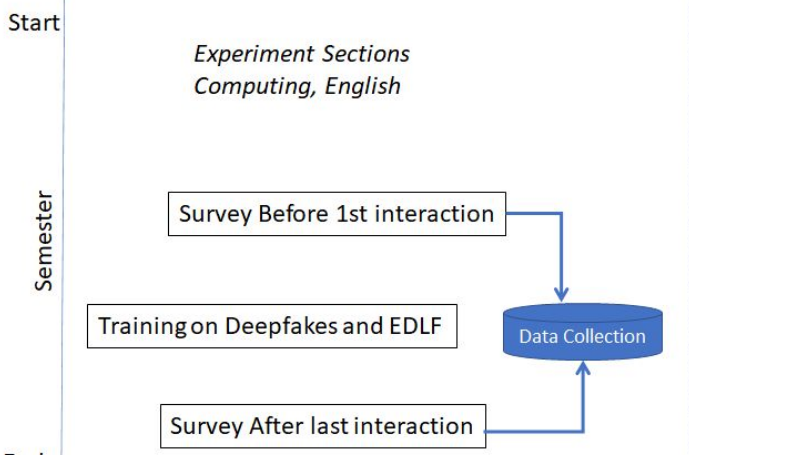 Start
Experiment Sections
Computing, English
Semester
Survey Before 1st interaction
Training on Deepfakes and EDLF
Data Collection
Survey After last interaction